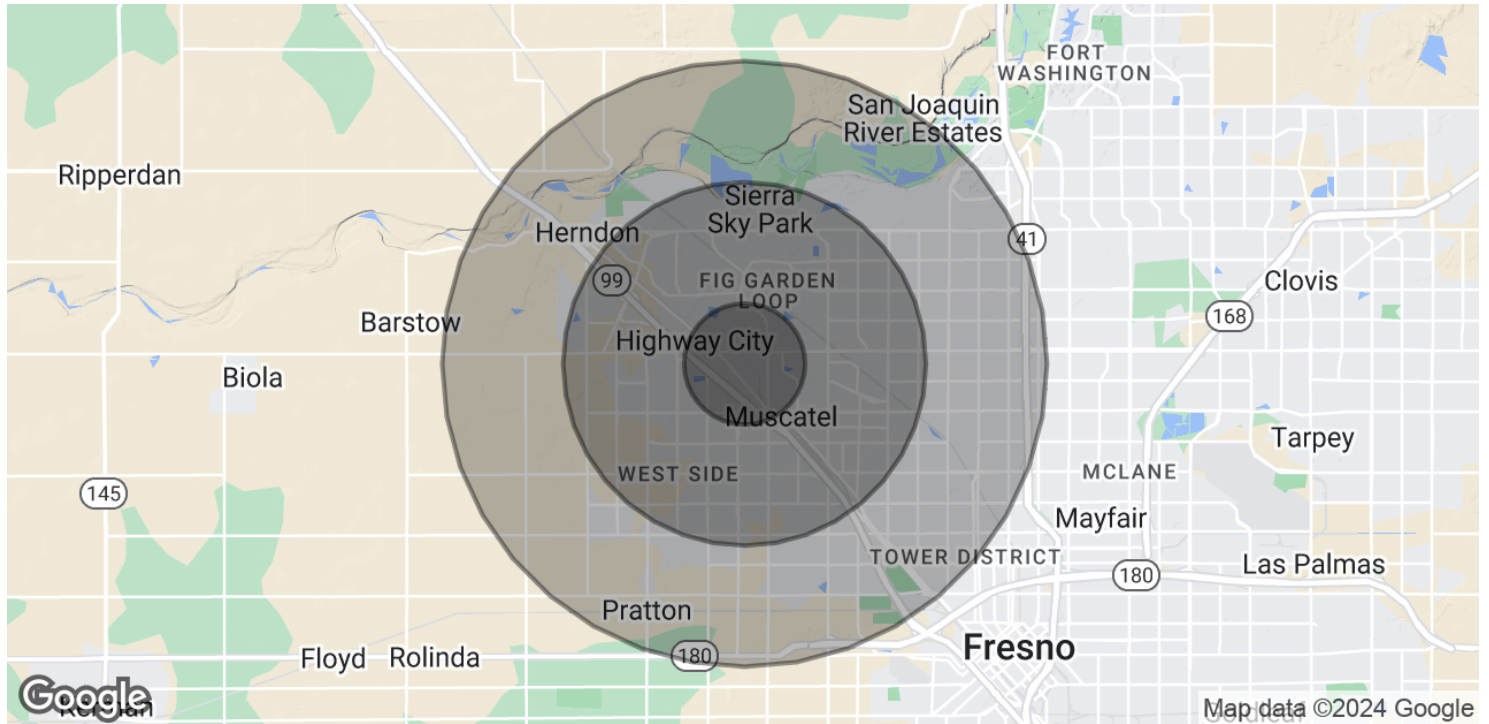 FORT
WASHINGTON
San Joaquin
River Estates
Ripperdan
Sierra
Sky Park
Herndon
41
99
FIG GARDEN
LOOP
Clovis
168
Barstow
Highway City
Biola
Muscatel
Tarpey
WEST SIDE
MCLANE
145
Mayfair
TOWER DISTRICT
180
Las Palmas
Pratton
Floyd
Rolinda
180
Fresno
Google
Kerman
Map data ©2024 Google